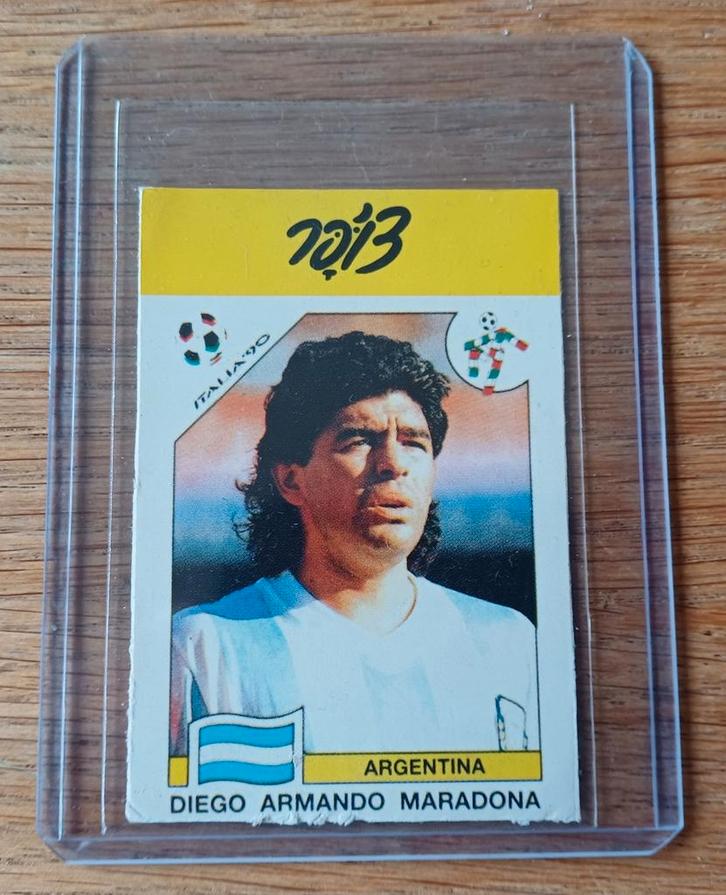 צ'וּפָּר
ITALIA'90
ARGENTINA
DIEGO ARMANDO MARADONA